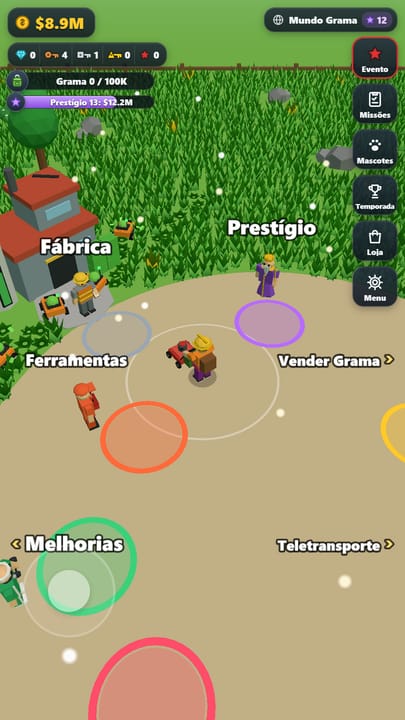 $8.9M
Mundo Grama ★ 12
0 4 1 0 0
Evento
Grama 0 / 100K
Prestígio 13: $12.2M
Missões
Mascotes
Temporada
Prestígio
Fábrica
Loja
Menu
Ferramentas
Vender Grama >
< Melhorias
Teletransporte >